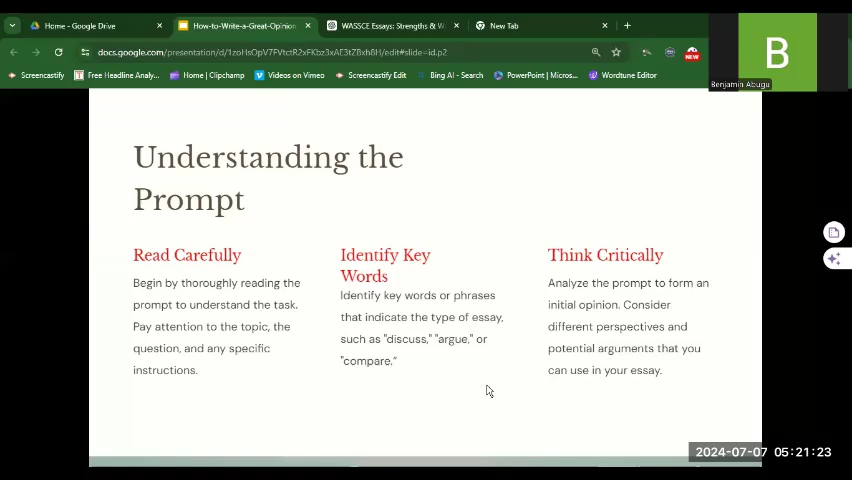 Home - Google Drive
How-to-Write-a-Great-Opinion
WASSCE Essays: Strengths & W
New Tab
docs.google.com/presentation/d/1zoHsOpV7FVtctR2xFKbz3xAE3tZBxh8H/edit#slide=id.p2
NEW
Screencastify
Free Headline Analy...
Home | Clipchamp
Videos on Vimeo
Screencastify Edit
Bing AI - Search
PowerPoint | Micros...
Wordtune Editor
B
Benjamin Abugu
Understanding the
Prompt
Read Carefully
Begin by thoroughly reading the
prompt to understand the task.
Pay attention to the topic, the
question, and any specific
instructions.
Identify Key
Words
Identify key words or phrases
that indicate the type of essay,
such as "discuss," "argue," or
"compare."
Think Critically
Analyze the prompt to form an
initial opinion. Consider
different perspectives and
potential arguments that you
can use in your essay.
2024-07-07 05:21:23